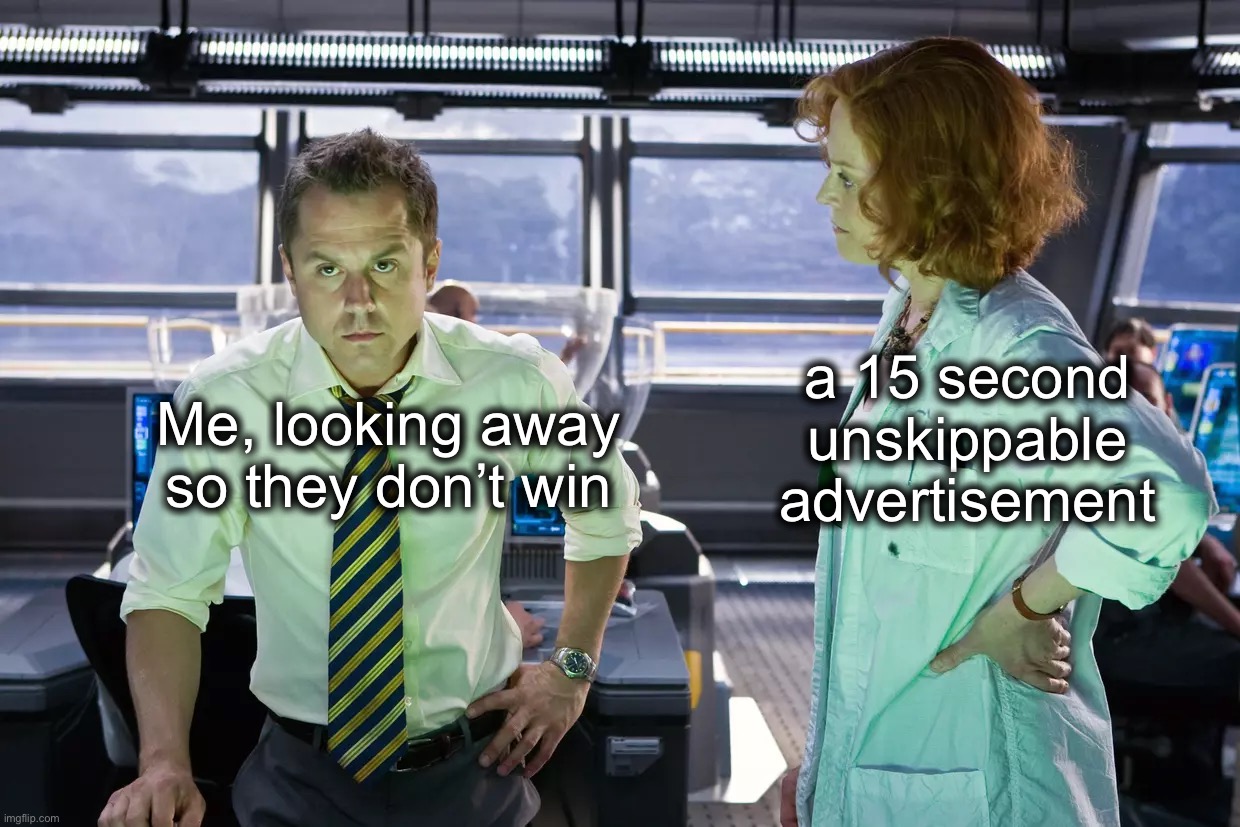 Me, looking away
so they don’t win
a 15 second
unskippable
advertisement
imgflip.com